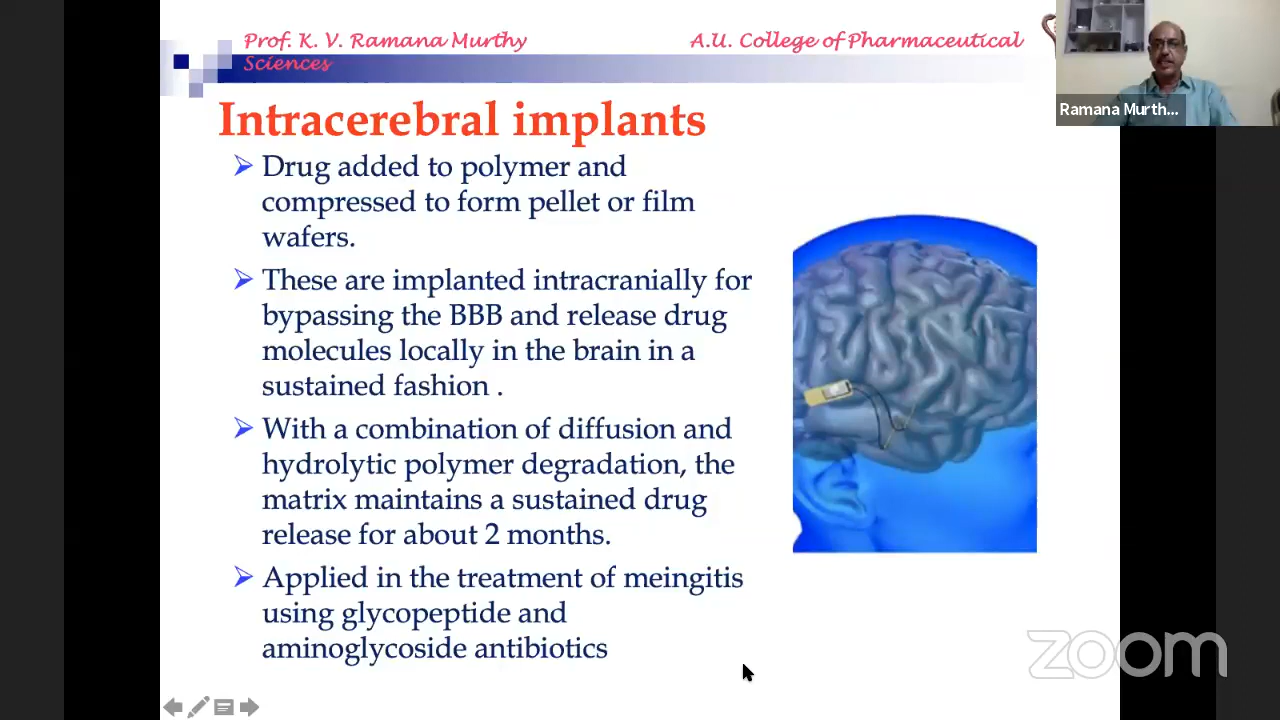 Prof. K. V. Ramana Murthy A.U. College of Pharmaceutical
Sciences
Ramana Murth...
Intracerebral implants
Drug added to polymer and
compressed to form pellet or film
wafers.
These are implanted intracranially for
bypassing the BBB and release drug
molecules locally in the brain in a
sustained fashion .
With a combination of diffusion and
hydrolytic polymer degradation, the
matrix maintains a sustained drug
release for about 2 months.
Applied in the treatment of meingitis
using glycopeptide and
aminoglycoside antibiotics
zoom